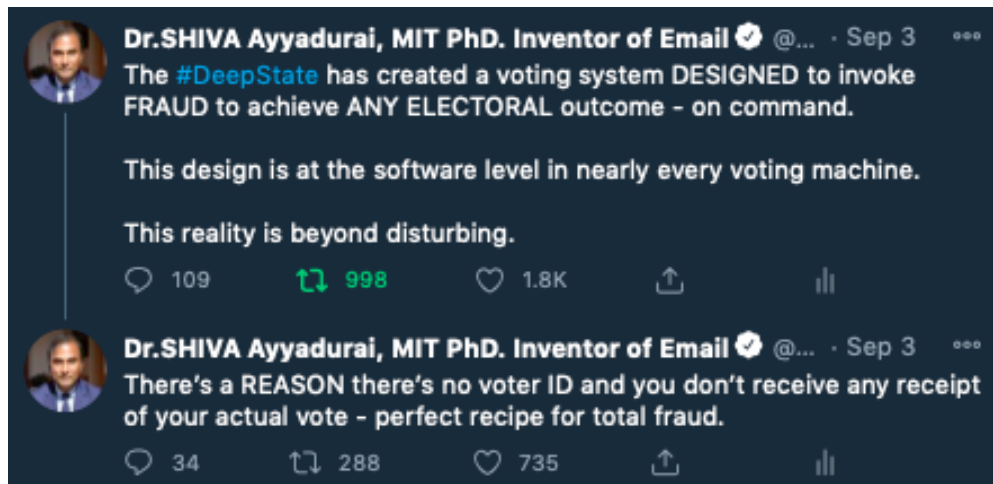 Dr.SHIVA Ayyadurai, MIT PhD. Inventor of Email @... · Sep 3
The #DeepState has created a voting system DESIGNED to invoke
FRAUD to achieve ANY ELECTORAL outcome - on command.
This design is at the software level in nearly every voting machine.
This reality is beyond disturbing.
109 998 1.8K
Dr.SHIVA Ayyadurai, MIT PhD. Inventor of Email @... · Sep 3
There's a REASON there's no voter ID and you don't receive any receipt
of your actual vote - perfect recipe for total fraud.
34 288 735